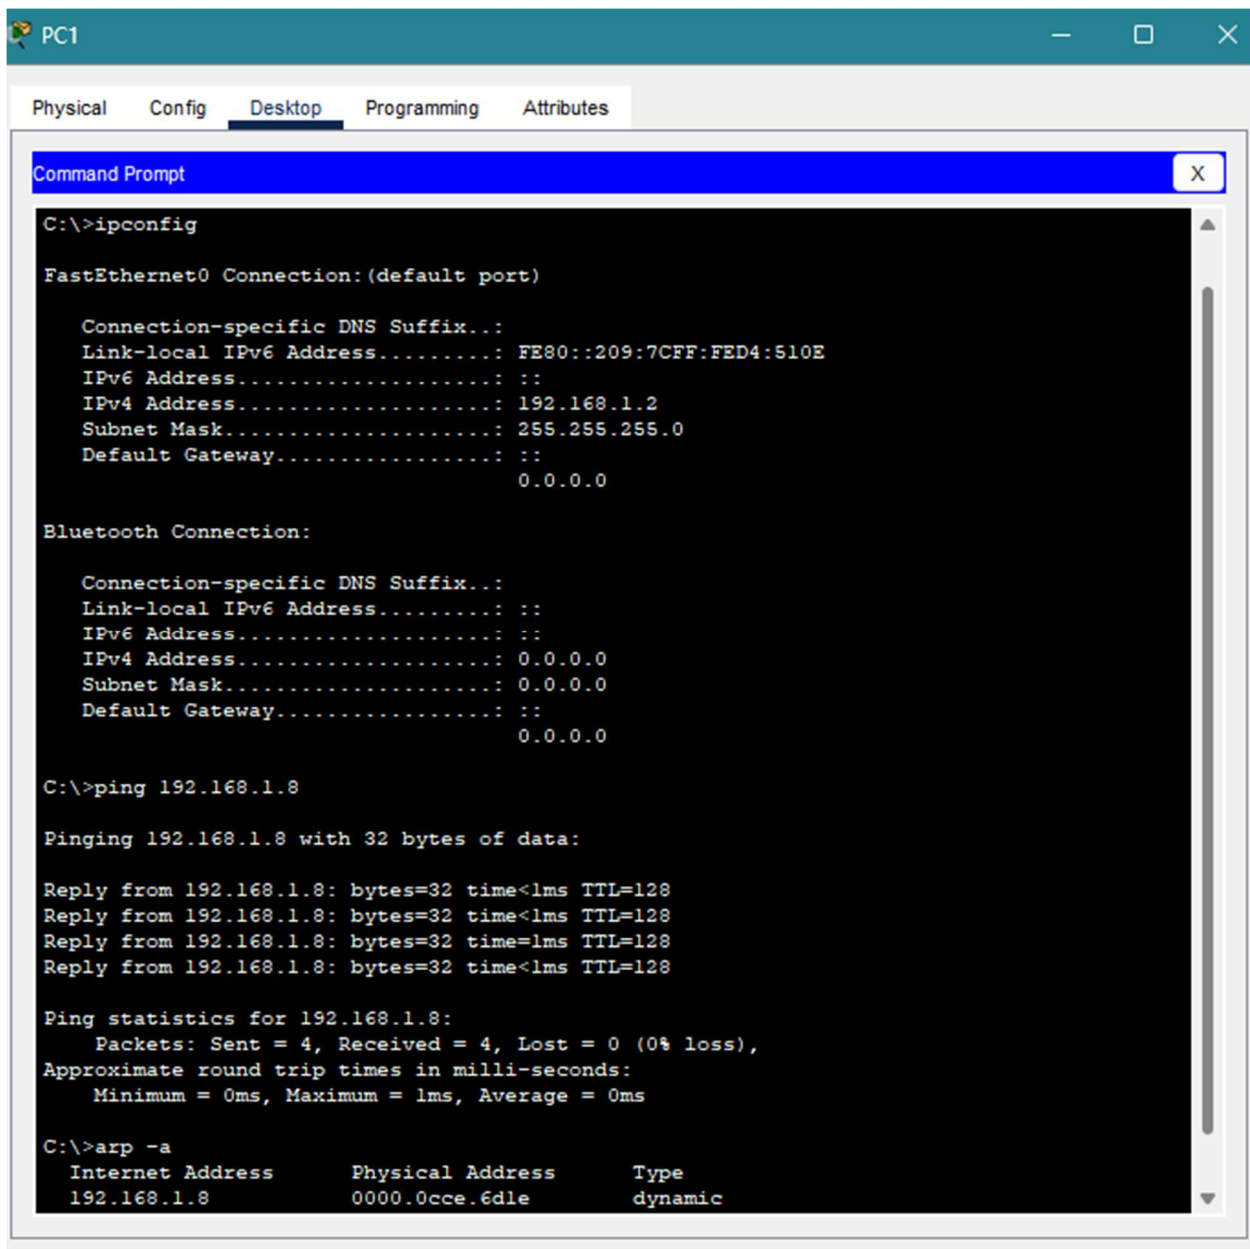 PC1
Physical Config Desktop Programming Attributes
Command Prompt X
C:\>ipconfig
FastEthernet0 Connection:(default port)
Connection-specific DNS Suffix..:
Link-local IPv6 Address.........: FE80::209:7CFF:FED4:510E
IPv6 Address....................: ::
IPv4 Address....................: 192.168.1.2
Subnet Mask.....................: 255.255.255.0
Default Gateway.................: ::
0.0.0.0
Bluetooth Connection:
Connection-specific DNS Suffix..:
Link-local IPv6 Address.........: ::
IPv6 Address....................: ::
IPv4 Address....................: 0.0.0.0
Subnet Mask.....................: 0.0.0.0
Default Gateway.................: ::
0.0.0.0
C:\>ping 192.168.1.8
Pinging 192.168.1.8 with 32 bytes of data:
Reply from 192.168.1.8: bytes=32 time<1ms TTL=128
Reply from 192.168.1.8: bytes=32 time<1ms TTL=128
Reply from 192.168.1.8: bytes=32 time=1ms TTL=128
Reply from 192.168.1.8: bytes=32 time<1ms TTL=128
Ping statistics for 192.168.1.8:
Packets: Sent = 4, Received = 4, Lost = 0 (0% loss),
Approximate round trip times in milli-seconds:
Minimum = 0ms, Maximum = 1ms, Average = 0ms
C:\>arp -a
Internet Address Physical Address Type
192.168.1.8 0000.0cce.6d1e dynamic